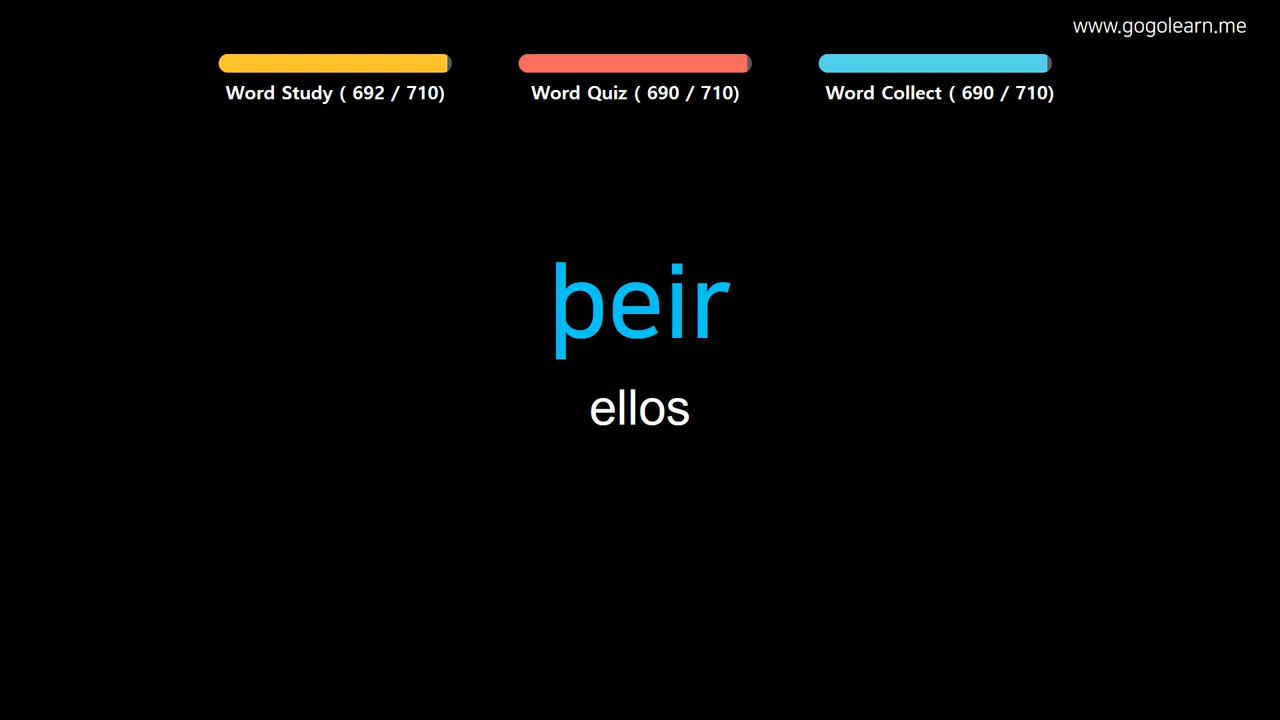 www.gogolearn.me
Word Study ( 692 / 710)
Word Quiz ( 690 / 710)
Word Collect ( 690 / 710)
þeir
ellos